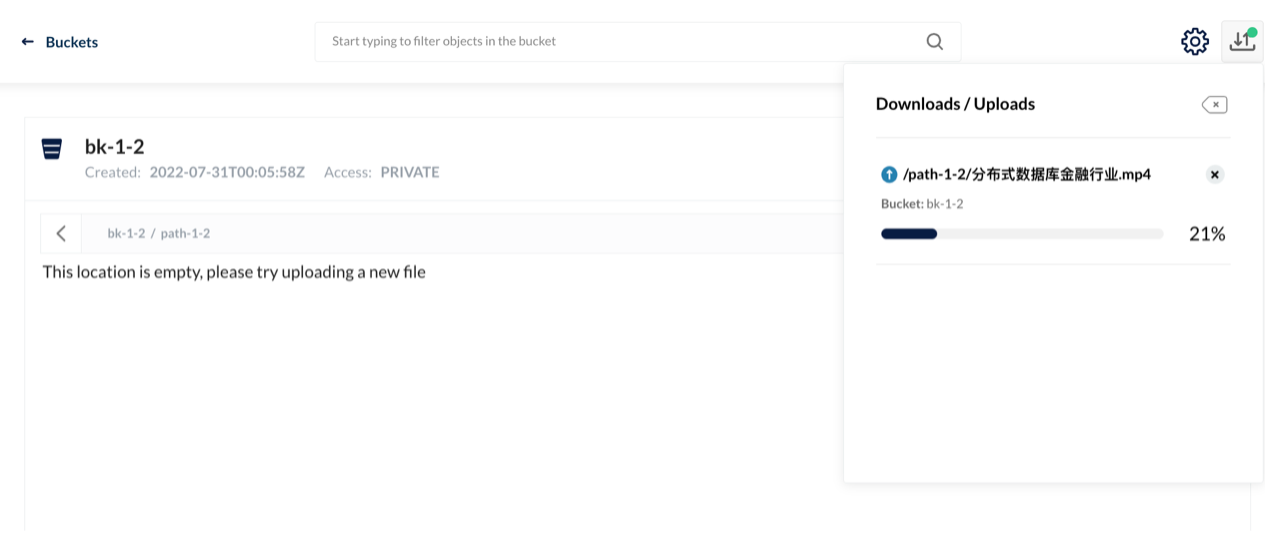 Buckets
Start typing to filter objects in the bucket
Downloads / Uploads
bk-1-2
Created: 2022-07-31T00:05:58Z Access: PRIVATE
/path-1-2/分布式数据库金融行业.mp4
Bucket: bk-1-2
21%
bk-1-2 / path-1-2
This location is empty, please try uploading a new file